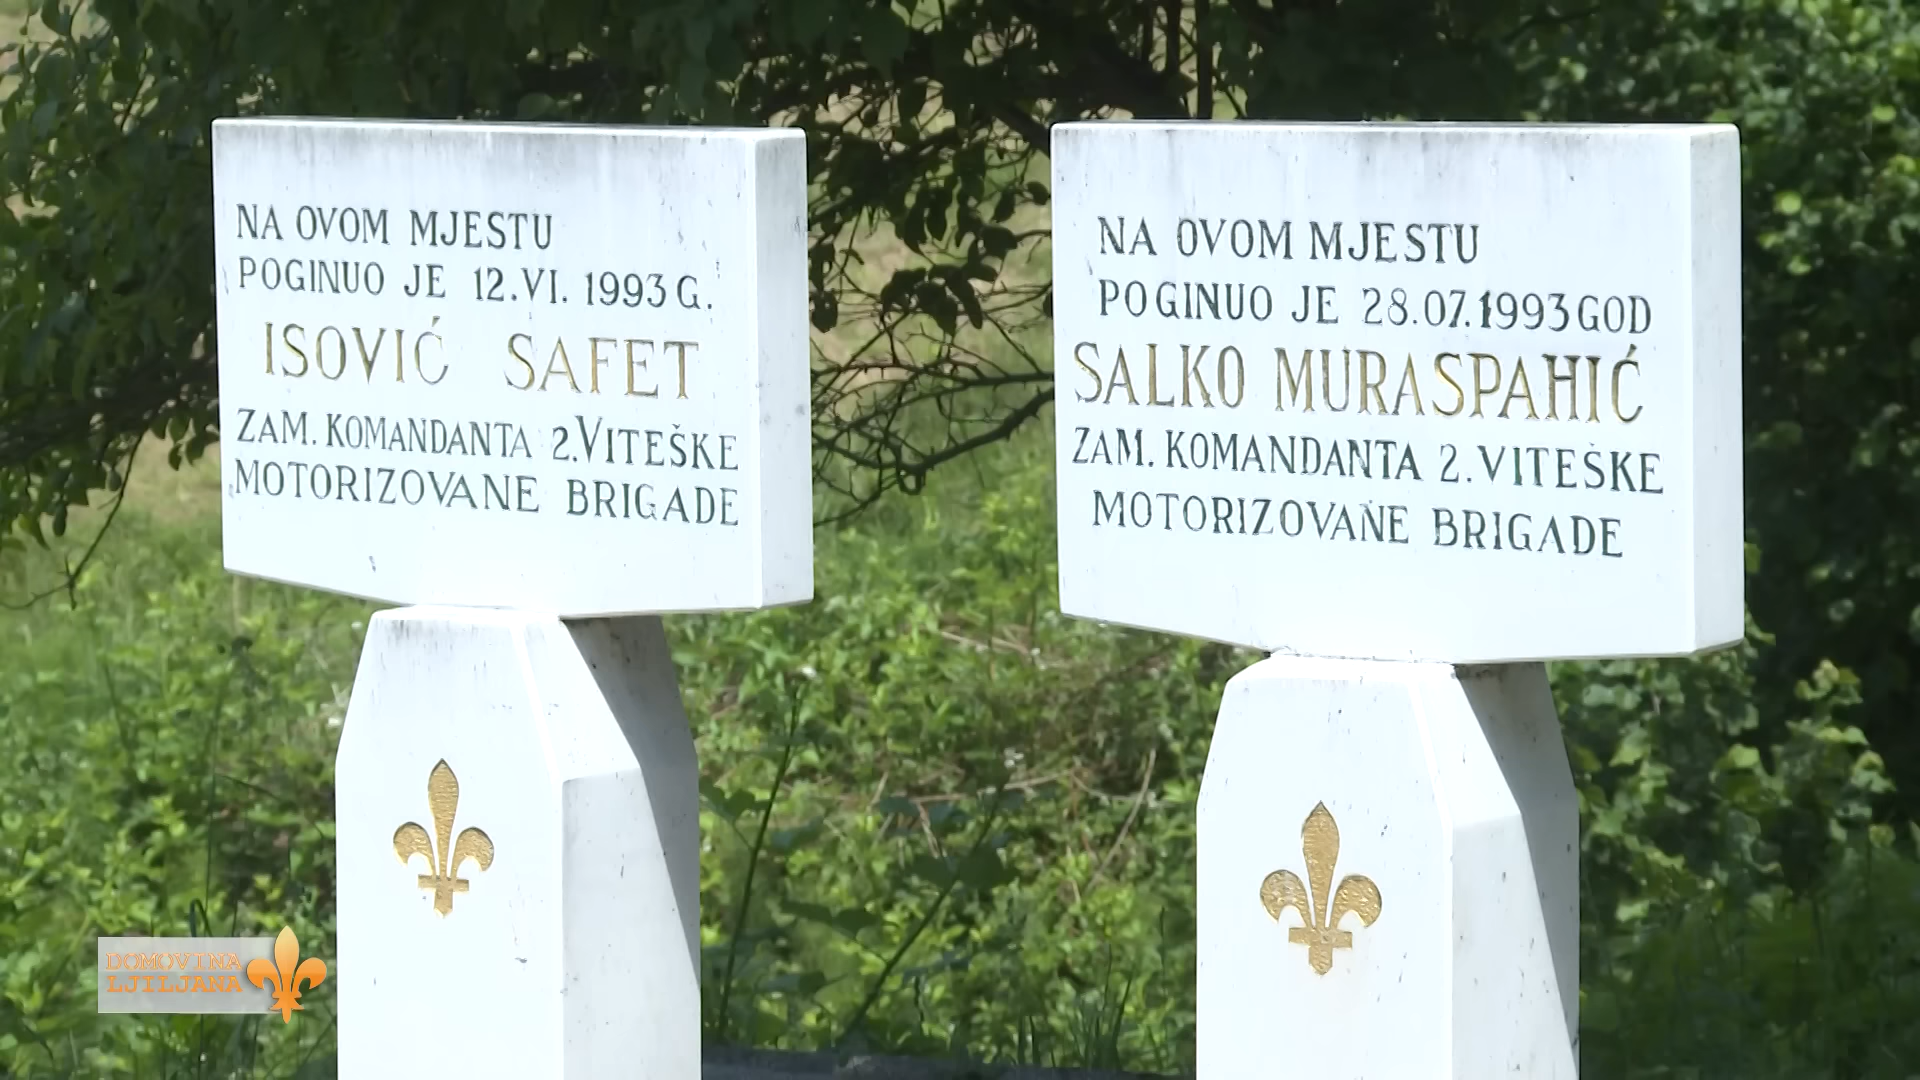 NA OVOM MJESTU
POGINUO JE 12.VI. 1993 G.
ISOVIĆ SAFET
ZAM. KOMANDANTA 2.VITEŠKE
MOTORIZOVANE BRIGADE
NA OVOM MJESTU
POGINUO JE 28.07.1993 GOD
SALKO MURASPAHIĆ
ZAM. KOMANDANTA 2. VITEŠKE
MOTORIZOVANE BRIGADE
DOMOVINA
LJILJANA